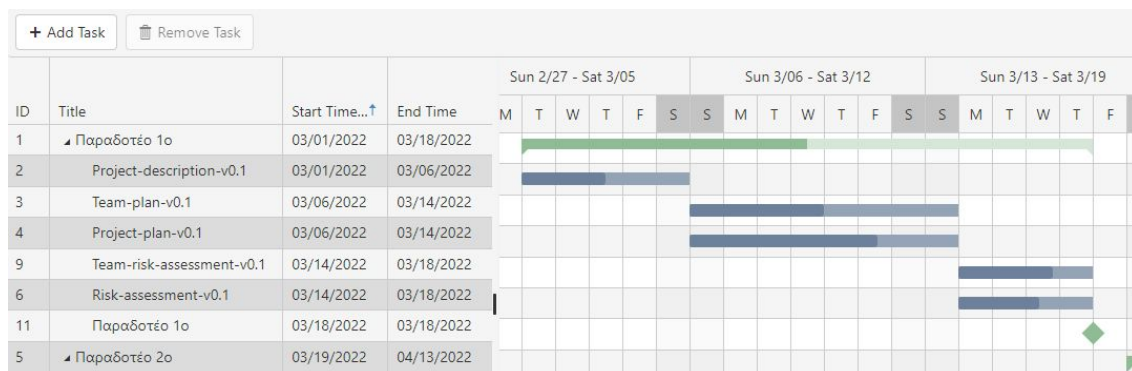 + Add Task Remove Task
Sun 2/27 - Sat 3/05 Sun 3/06 - Sat 3/12 Sun 3/13 - Sat 3/19
ID Title Start Time...↑ End Time M T W T F S S M T W T F S S M T W T F
1 Παραδοτέο 1ο 03/01/2022 03/18/2022
2 Project-description-v0.1 03/01/2022 03/06/2022
3 Team-plan-v0.1 03/06/2022 03/14/2022
4 Project-plan-v0.1 03/06/2022 03/14/2022
9 Team-risk-assessment-v0.1 03/14/2022 03/18/2022
6 Risk-assessment-v0.1 03/14/2022 03/18/2022
11 Παραδοτέο 1ο 03/18/2022 03/18/2022
5 Παραδοτέο 2ο 03/19/2022 04/13/2022